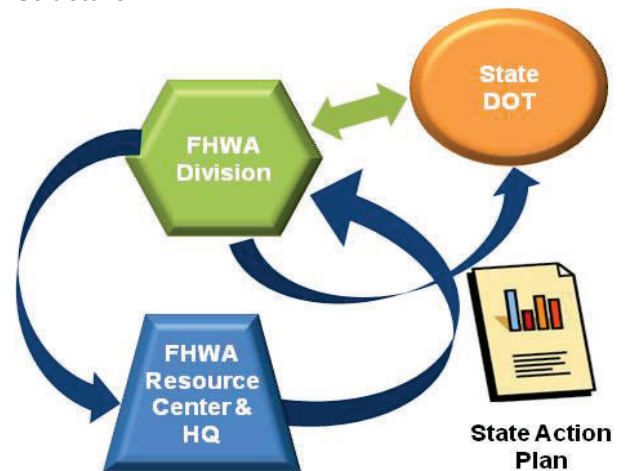 State
DOT
FHWA
Division
FHWA
Resource
Center &
HQ
State Action
Plan